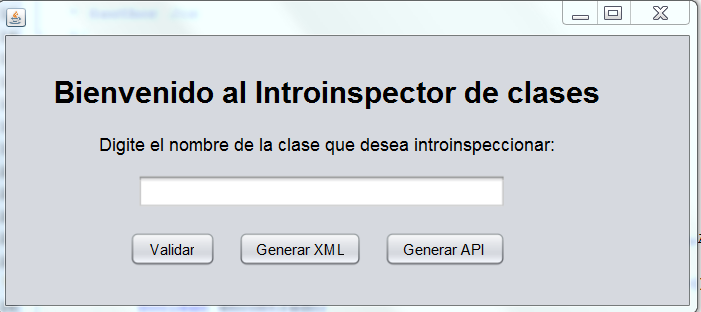 Bienvenido al Introinspector de clases
Digite el nombre de la clase que desea introinspeccionar:
Validar
Generar XML
Generar API